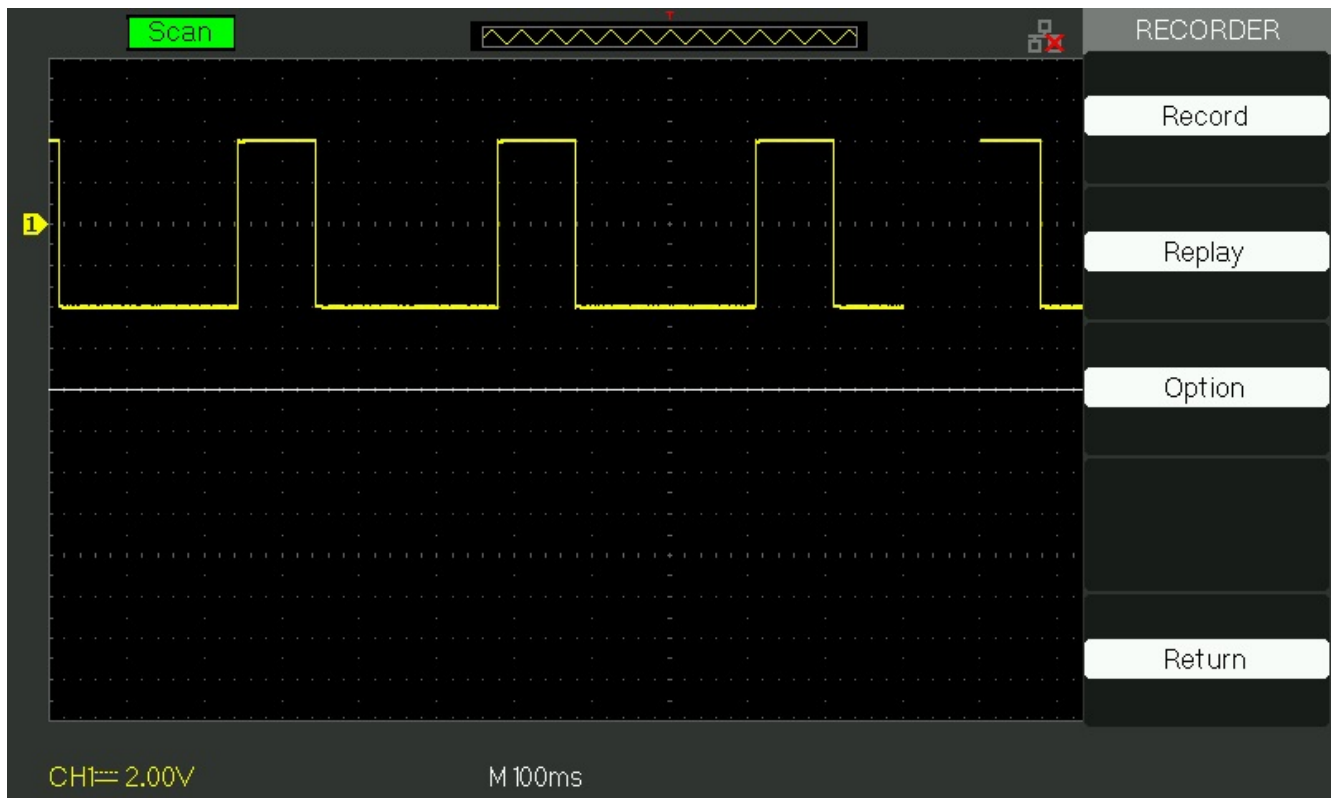 Scan
T
RECORDER
Record
Replay
Option
Return
1
CH1 2.00V
M 100ms